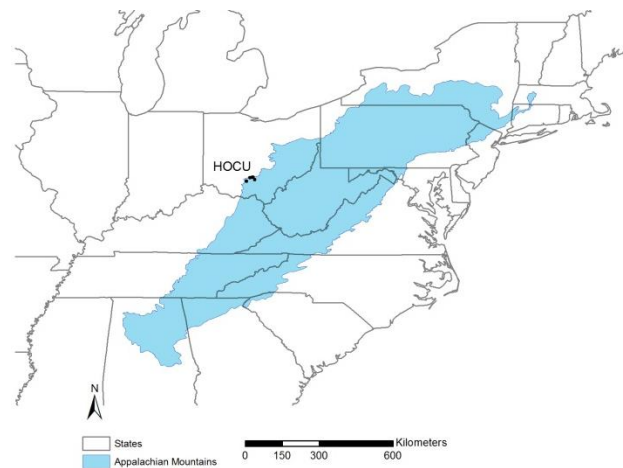 HOCU
N
States
Appalachian Mountains
Kilometers
0 150 300 600